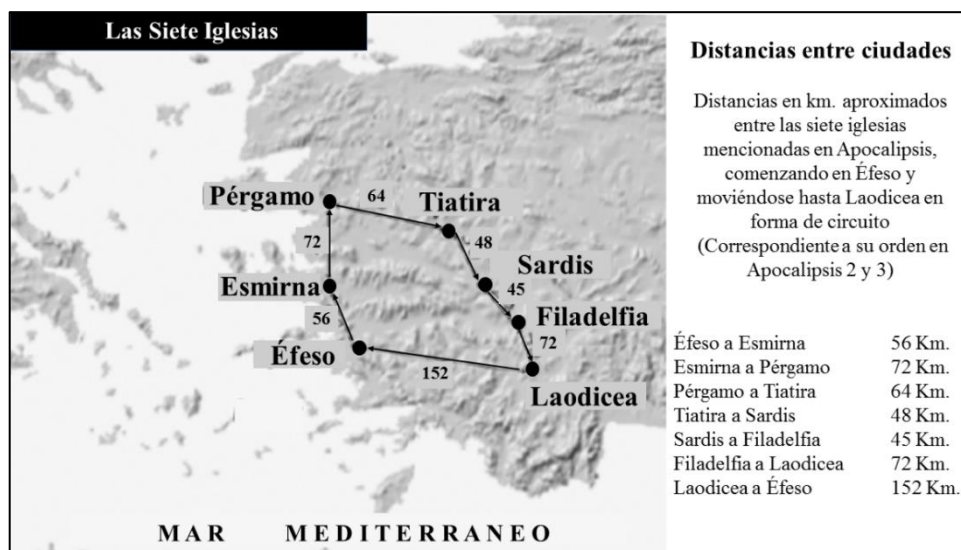 Las Siete Iglesias
Pérgamo
64
Tiatira
72
48
Sardis
Esmirna
45
Filadelfia
56
72
Éfeso
152
Laodicea
MAR MEDITERRANEO
Distancias entre ciudades
Distancias en km. aproximados
entre las siete iglesias
mencionadas en Apocalipsis,
comenzando en Éfeso y
moviéndose hasta Laodicea en
forma de circuito
(Correspondiente a su orden en
Apocalipsis 2 y 3)
Éfeso a Esmirna 56 Km.
Esmirna a Pérgamo 72 Km.
Pérgamo a Tiatira 64 Km.
Tiatira a Sardis 48 Km.
Sardis a Filadelfia 45 Km.
Filadelfia a Laodicea 72 Km.
Laodicea a Éfeso 152 Km.